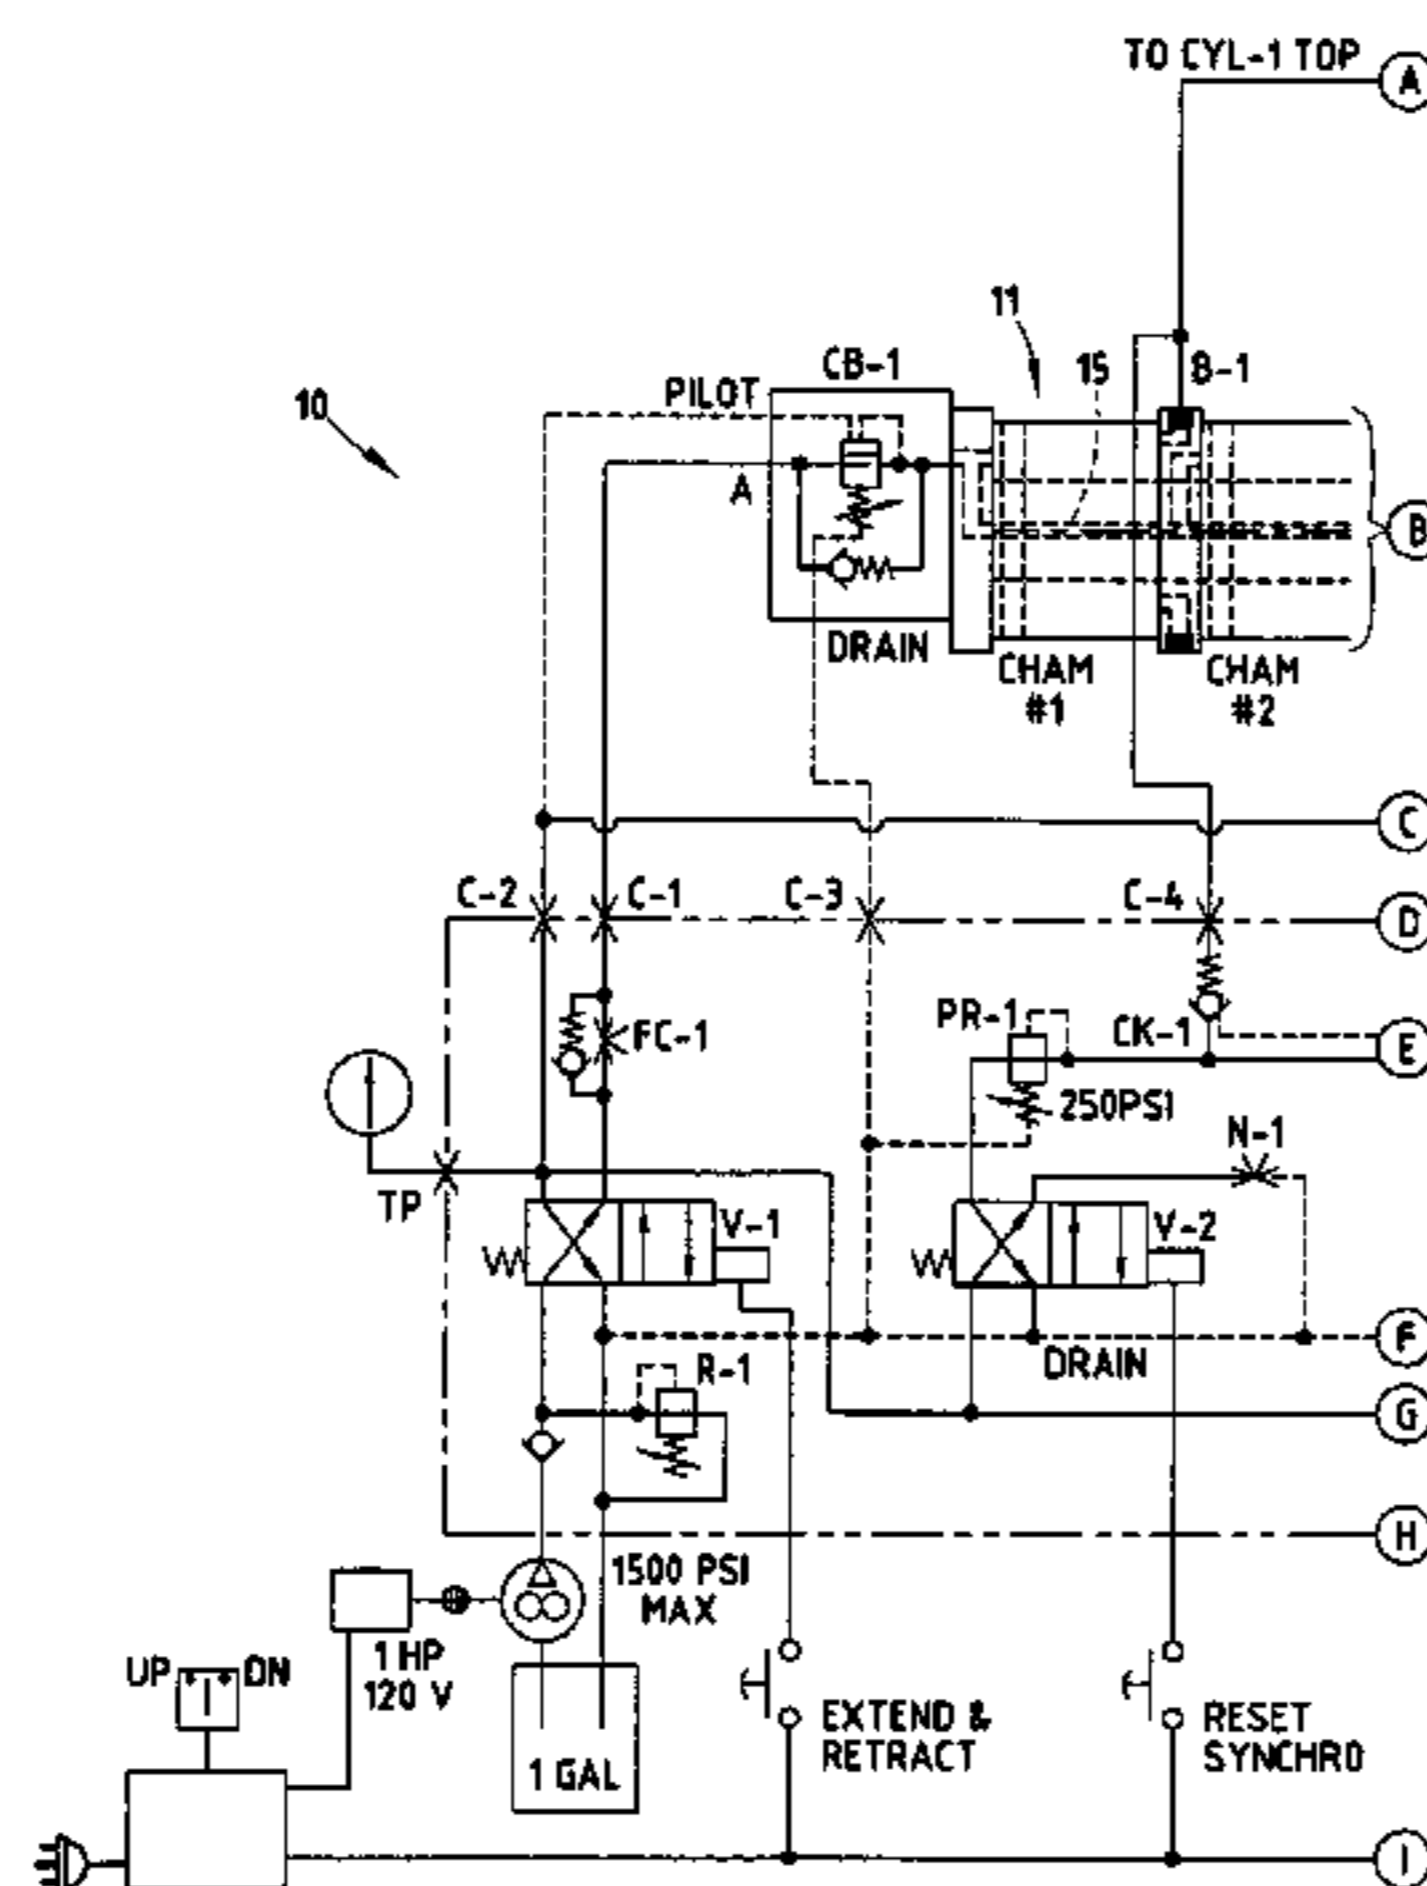 TO CYL-1 TOP
A
11
CB-1
15
B-1
PILOT
10
A
B
DRAIN
CHAM
#1
CHAM
#2
C
C-2
C-1
C-3
C-4
D
PR-1
FC-1
CK-1
E
250PSI
N-1
TP
V-1
V-2
F
R-1
DRAIN
G
H
1500 PSI
MAX
1 HP
120 V
UP
DN
EXTEND &
RETRACT
RESET
SYNCHRO
1 GAL
I